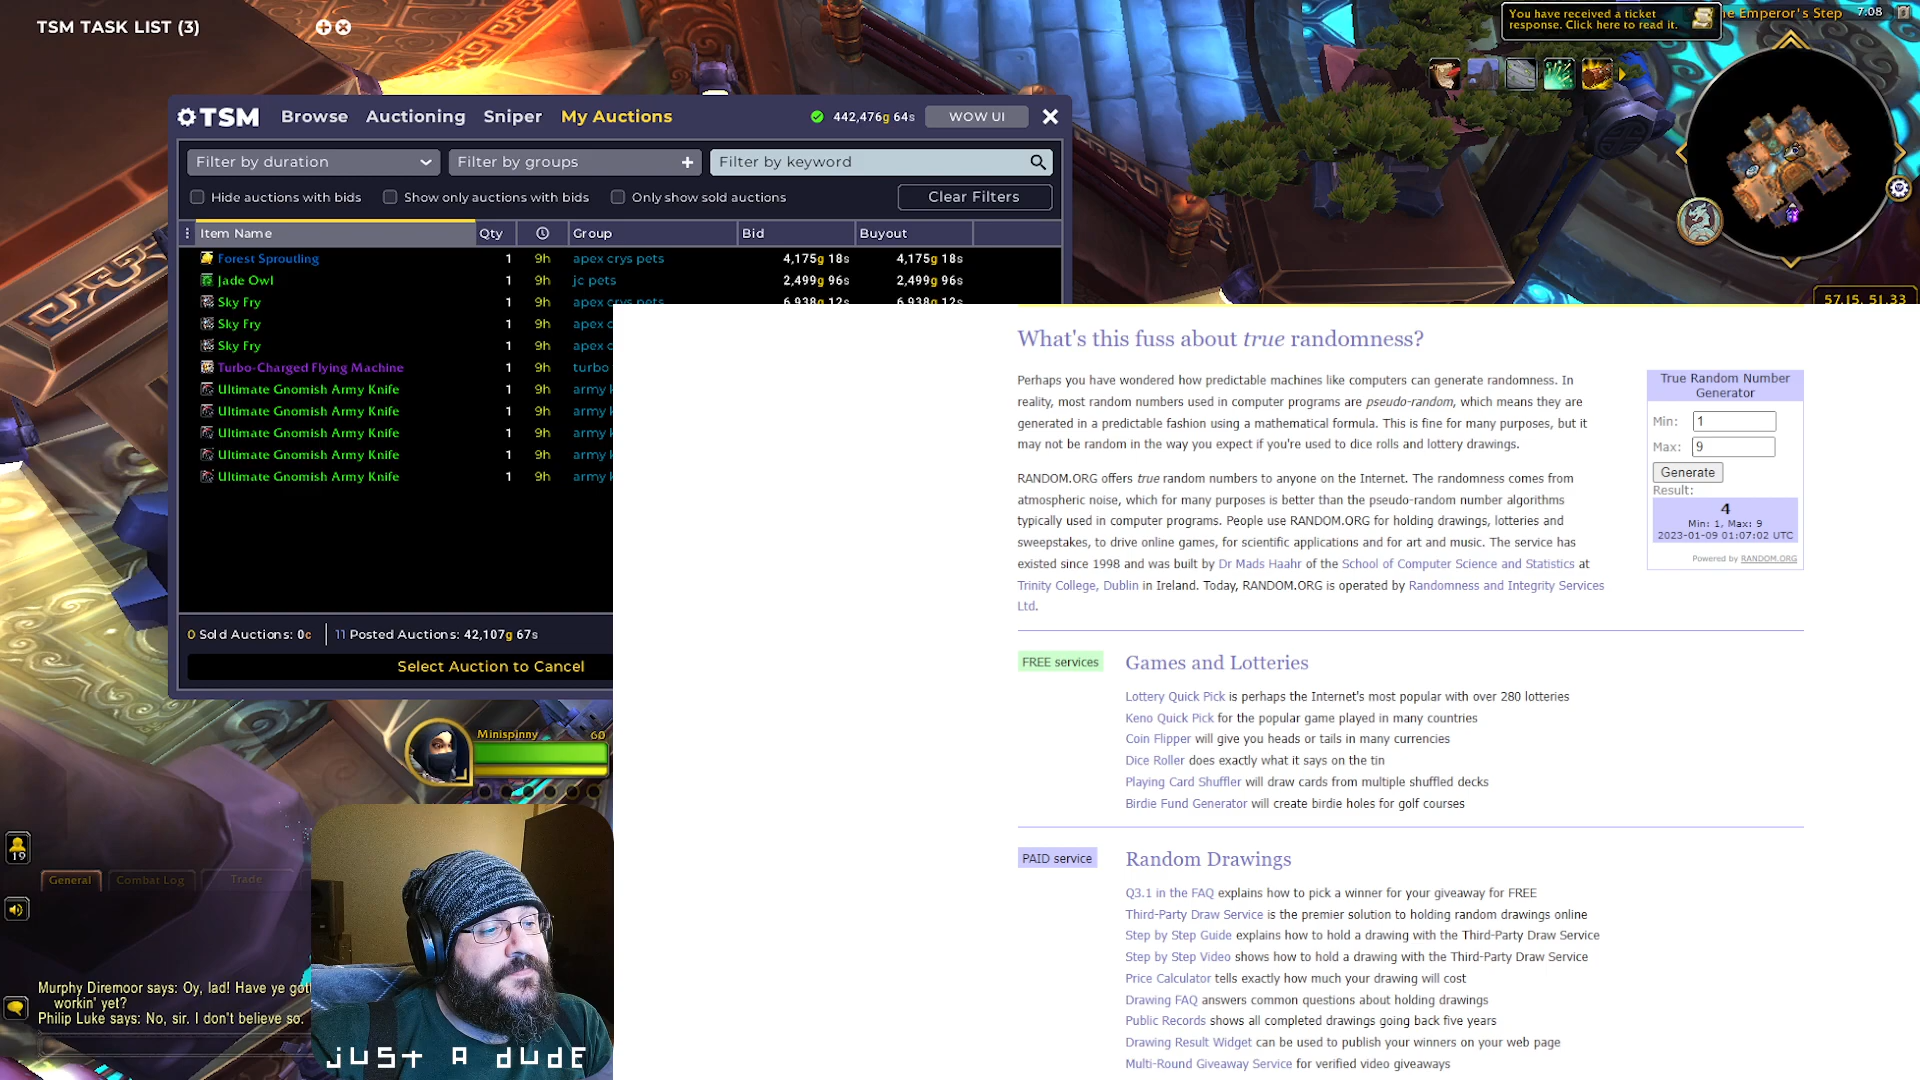 TSM TASK LIST (3)
You have received a ticket
response. Click here to read it.
e Emperor's Step
7:08
TSM Browse Auctioning Sniper My Auctions 442,476g 64s WOW UI
Filter by duration Filter by groups Filter by keyword
Hide auctions with bids Show only auctions with bids Only show sold auctions Clear Filters
Item Name Qty Group Bid Buyout
Forest Sproutling 1 9h apex crys pets 4,175g 18s 4,175g 18s
Jade Owl 1 9h jc pets 2,499g 96s 2,499g 96s
Sky Fry 1 9h apex crys pets 6,938g 12s 6,938g 12s
Sky Fry 1 9h apex c
Sky Fry 1 9h apex c
Turbo-Charged Flying Machine 1 9h turbo
Ultimate Gnomish Army Knife 1 9h army k
Ultimate Gnomish Army Knife 1 9h army k
Ultimate Gnomish Army Knife 1 9h army k
Ultimate Gnomish Army Knife 1 9h army k
Ultimate Gnomish Army Knife 1 9h army k
0 Sold Auctions: 0c 11 Posted Auctions: 42,107g 67s
Select Auction to Cancel
57.15, 51.33
What's this fuss about true randomness?
Perhaps you have wondered how predictable machines like computers can generate randomness. In
reality, most random numbers used in computer programs are pseudo-random, which means they are
generated in a predictable fashion using a mathematical formula. This is fine for many purposes, but it
may not be random in the way you expect if you're used to dice rolls and lottery drawings.
RANDOM.ORG offers true random numbers to anyone on the Internet. The randomness comes from
atmospheric noise, which for many purposes is better than the pseudo-random number algorithms
typically used in computer programs. People use RANDOM.ORG for holding drawings, lotteries and
sweepstakes, to drive online games, for scientific applications and for art and music. The service has
existed since 1998 and was built by Dr Mads Haahr of the School of Computer Science and Statistics at
Trinity College, Dublin in Ireland. Today, RANDOM.ORG is operated by Randomness and Integrity Services
Ltd.
True Random Number
Generator
Min: 1
Max: 9
Generate
Result:
4
Min: 1, Max: 9
2023-01-09 01:07:02 UTC
Powered by RANDOM.ORG
FREE services Games and Lotteries
Lottery Quick Pick is perhaps the Internet's most popular with over 280 lotteries
Keno Quick Pick for the popular game played in many countries
Coin Flipper will give you heads or tails in many currencies
Dice Roller does exactly what it says on the tin
Playing Card Shuffler will draw cards from multiple shuffled decks
Birdie Fund Generator will create birdie holes for golf courses
PAID service Random Drawings
Q3.1 in the FAQ explains how to pick a winner for your giveaway for FREE
Third-Party Draw Service is the premier solution to holding random drawings online
Step by Step Guide explains how to hold a drawing with the Third-Party Draw Service
Step by Step Video shows how to hold a drawing with the Third-Party Draw Service
Price Calculator tells exactly how much your drawing will cost
Drawing FAQ answers common questions about holding drawings
Public Records shows all completed drawings going back five years
Drawing Result Widget can be used to publish your winners on your web page
Multi-Round Giveaway Service for verified video giveaways
Minispinny 60
19
General Combat Log Trade
Murphy Diremoor says: Oy, lad! Have ye got
workin' yet?
Philip Luke says: No, sir. I don't believe so.
JUST A DUDE